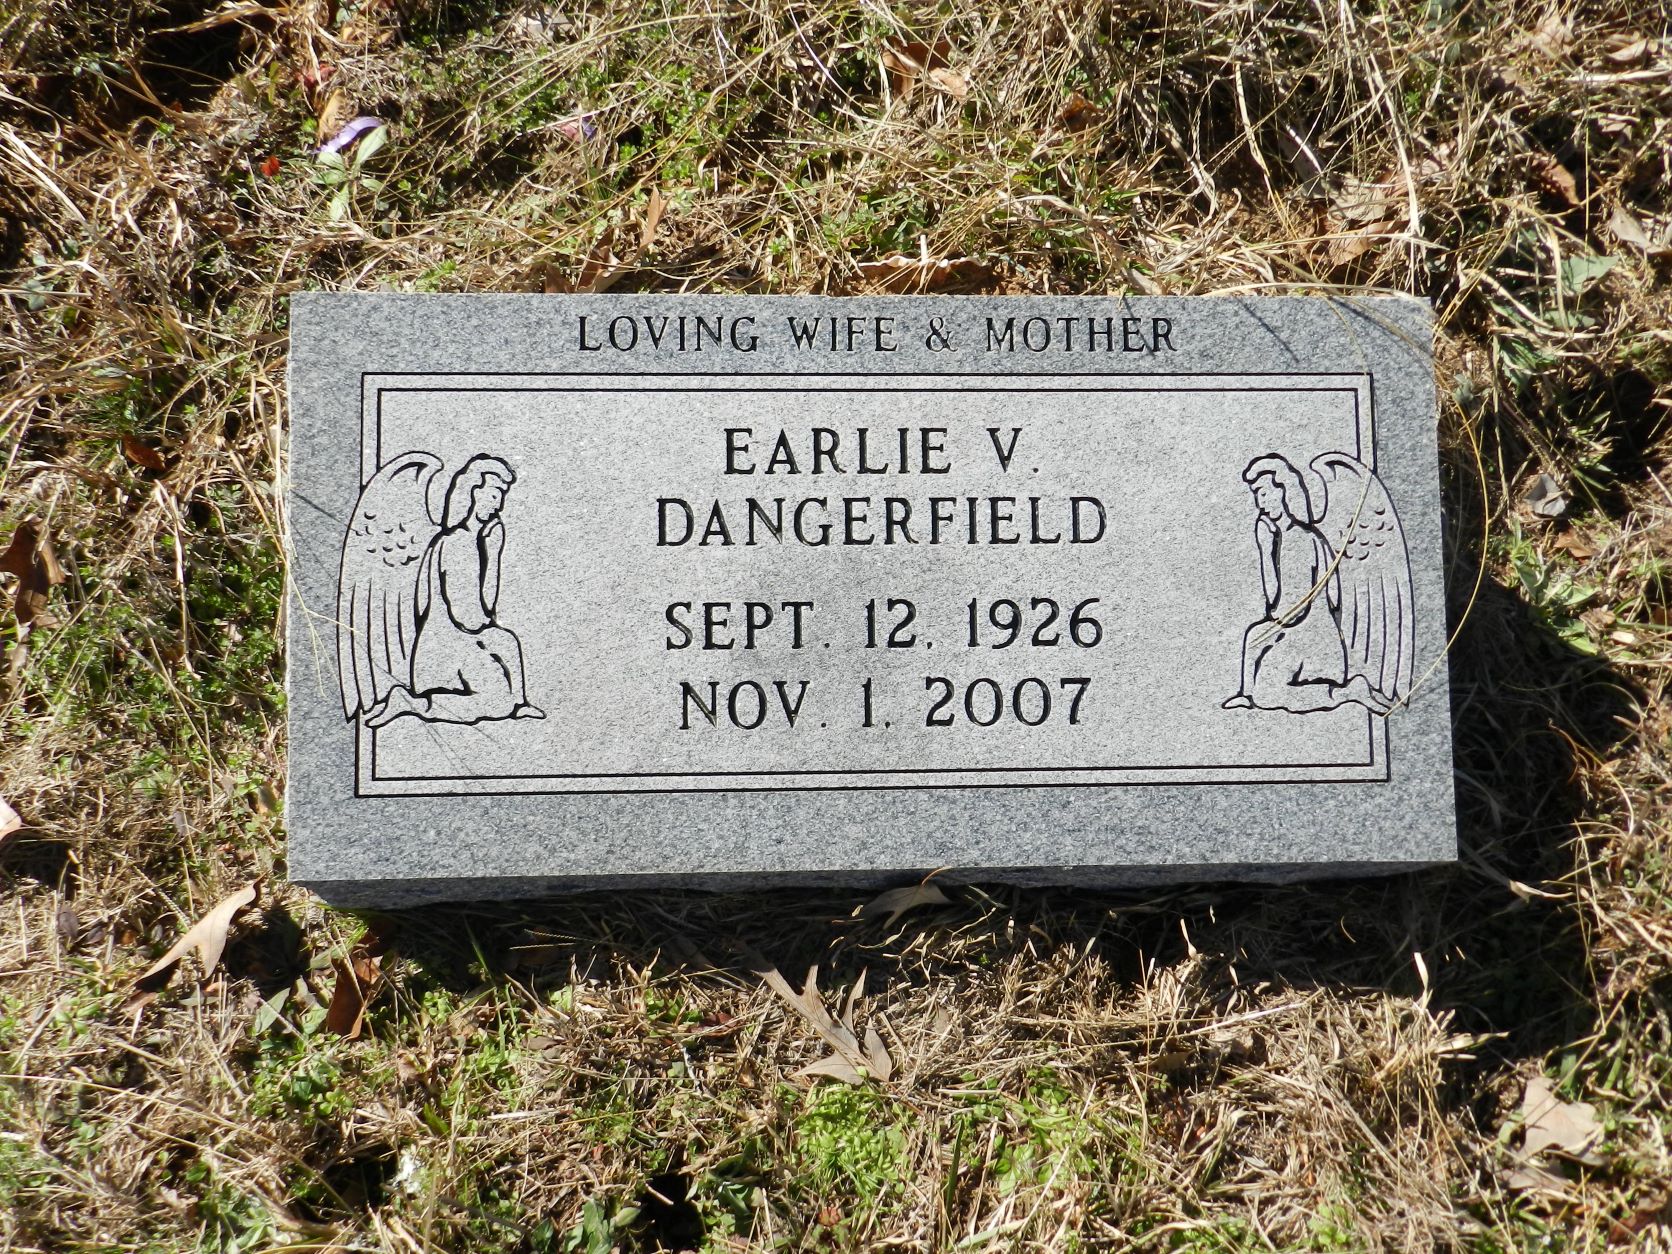 LOVING WIFE & MOTHER
EARLIE V.
DANGERFIELD
SEPT. 12, 1926
NOV. 1, 2007